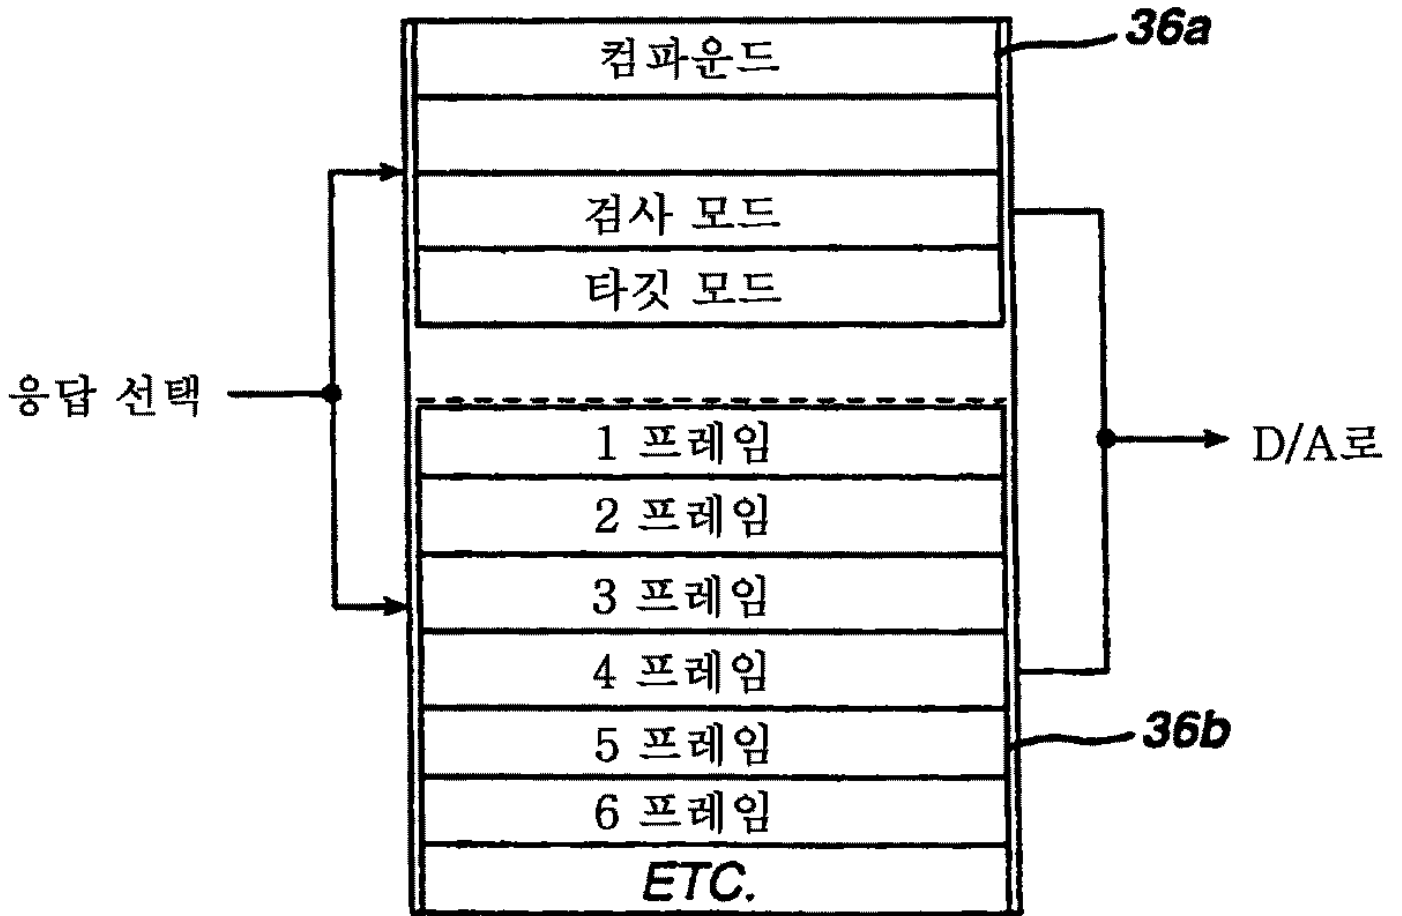 36a
컴파운드
검사 모드
타깃 모드
응답 선택
1 프레임
D/A로
2 프레임
3 프레임
4 프레임
36b
5 프레임
6 프레임
ETC.